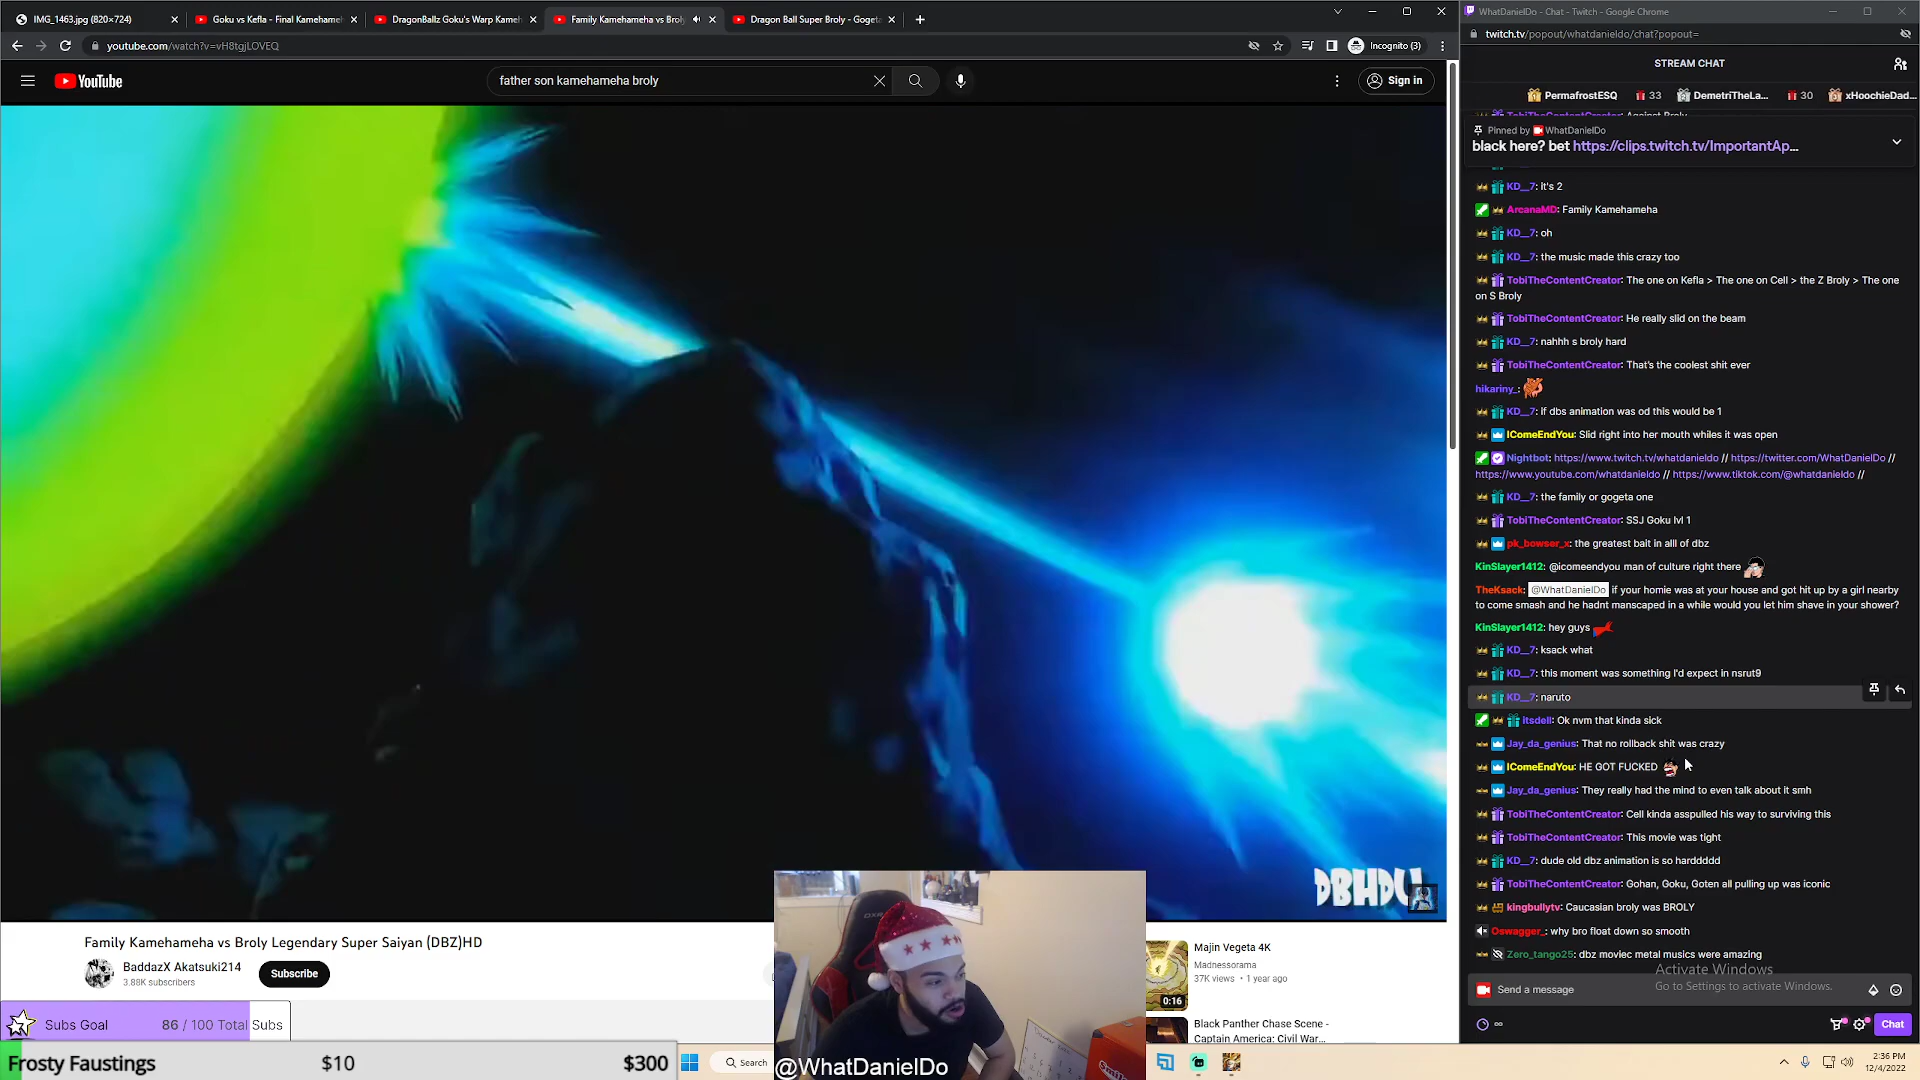 IMG_1463.jpg (820×724)
Goku vs Kefla - Final Kamehame
DragonBallz Goku's Warp Kameh
Family Kamehameha vs Broly
Dragon Ball Super Broly - Gogeta
youtube.com/watch?v=vH8tgjLOVEQ
Incognito (3)
YouTube
father son kamehameha broly
Sign in
DBHDU
Family Kamehameha vs Broly Legendary Super Saiyan (DBZ)HD
BaddazX Akatsuki214
3.88K subscribers
Subscribe
Majin Vegeta 4K
Madnessorama
37K views • 1 year ago
0:16
Black Panther Chase Scene -
Captain America: Civil War...
Subs Goal 86 / 100 Total Subs
Frosty Faustings $10 $300
Search
@WhatDanielDo
WhatDanielDo - Chat - Twitch - Google Chrome
twitch.tv/popout/whatdanieldo/chat?popout=
STREAM CHAT
PermafrostESQ 33 DemetriTheLa... 30 xHoochieDad...
TobiTheContentCreator: Against Broly
Pinned by WhatDanielDo
black here? bet https://clips.twitch.tv/ImportantAp...
KD__7: it's 2
ArcanaMD: Family Kamehameha
KD__7: oh
KD__7: the music made this crazy too
TobiTheContentCreator: The one on Kefla > The one on Cell > the Z Broly > The one
on S Broly
TobiTheContentCreator: He really slid on the beam
KD__7: nahhh s broly hard
TobiTheContentCreator: That's the coolest shit ever
hikariny_:
KD__7: if dbs animation was od this would be 1
IComeEndYou: Slid right into her mouth whiles it was open
Nightbot: https://www.twitch.tv/whatdanieldo // https://twitter.com/WhatDanielDo //
https://www.youtube.com/whatdanieldo // https://www.tiktok.com/@whatdanieldo //
KD__7: the family or gogeta one
TobiTheContentCreator: SSJ Goku lvl 1
pk_bowser_x: the greatest bait in alll of dbz
KinSlayer1412: @icomeendyou man of culture right there
TheKsack: @WhatDanielDo if your homie was at your house and got hit up by a girl nearby
to come smash and he hadnt manscaped in a while would you let him shave in your shower?
KinSlayer1412: hey guys
KD__7: ksack what
KD__7: this moment was something I'd expect in nsrut9
KD__7: naruto
itsdell: Ok nvm that kinda sick
Jay_da_genius: That no rollback shit was crazy
IComeEndYou: HE GOT FUCKED
Jay_da_genius: They really had the mind to even talk about it smh
TobiTheContentCreator: Cell kinda asspulled his way to surviving this
TobiTheContentCreator: This movie was tight
KD__7: dude old dbz animation is so harddddd
TobiTheContentCreator: Gohan, Goku, Goten all pulling up was iconic
kingbullytv: Caucasian broly was BROLY
Oswagger_: why bro float down so smooth
Zero_tango25: dbz moviec metal musics were amazing
Activate Windows
Go to Settings to activate Windows.
Send a message
Chat
2:36 PM
12/4/2022